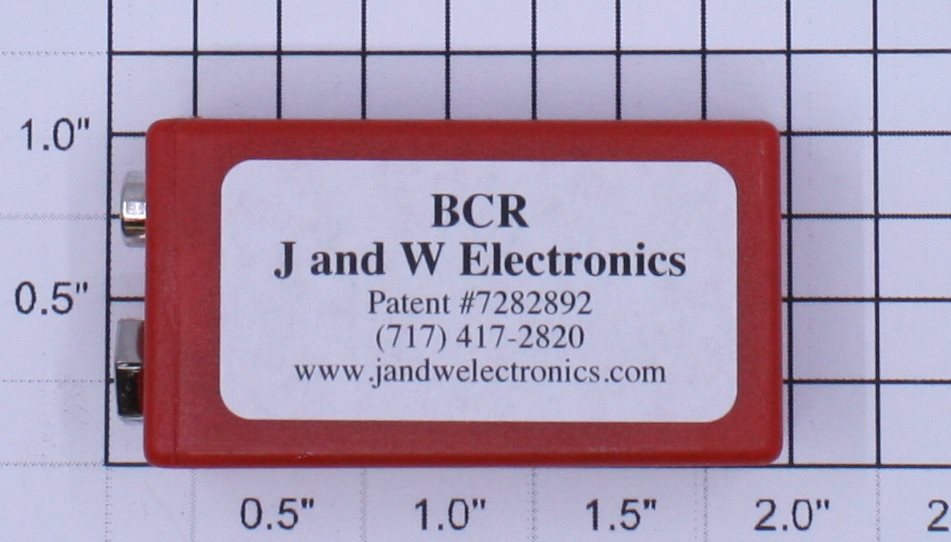 1.0"
BCR
J and W Electronics
0.5"
Patent #7282892
(717) 417-2820
www.jandwelectronics.com
0.5" 1.0" 1.5" 2.0" 2